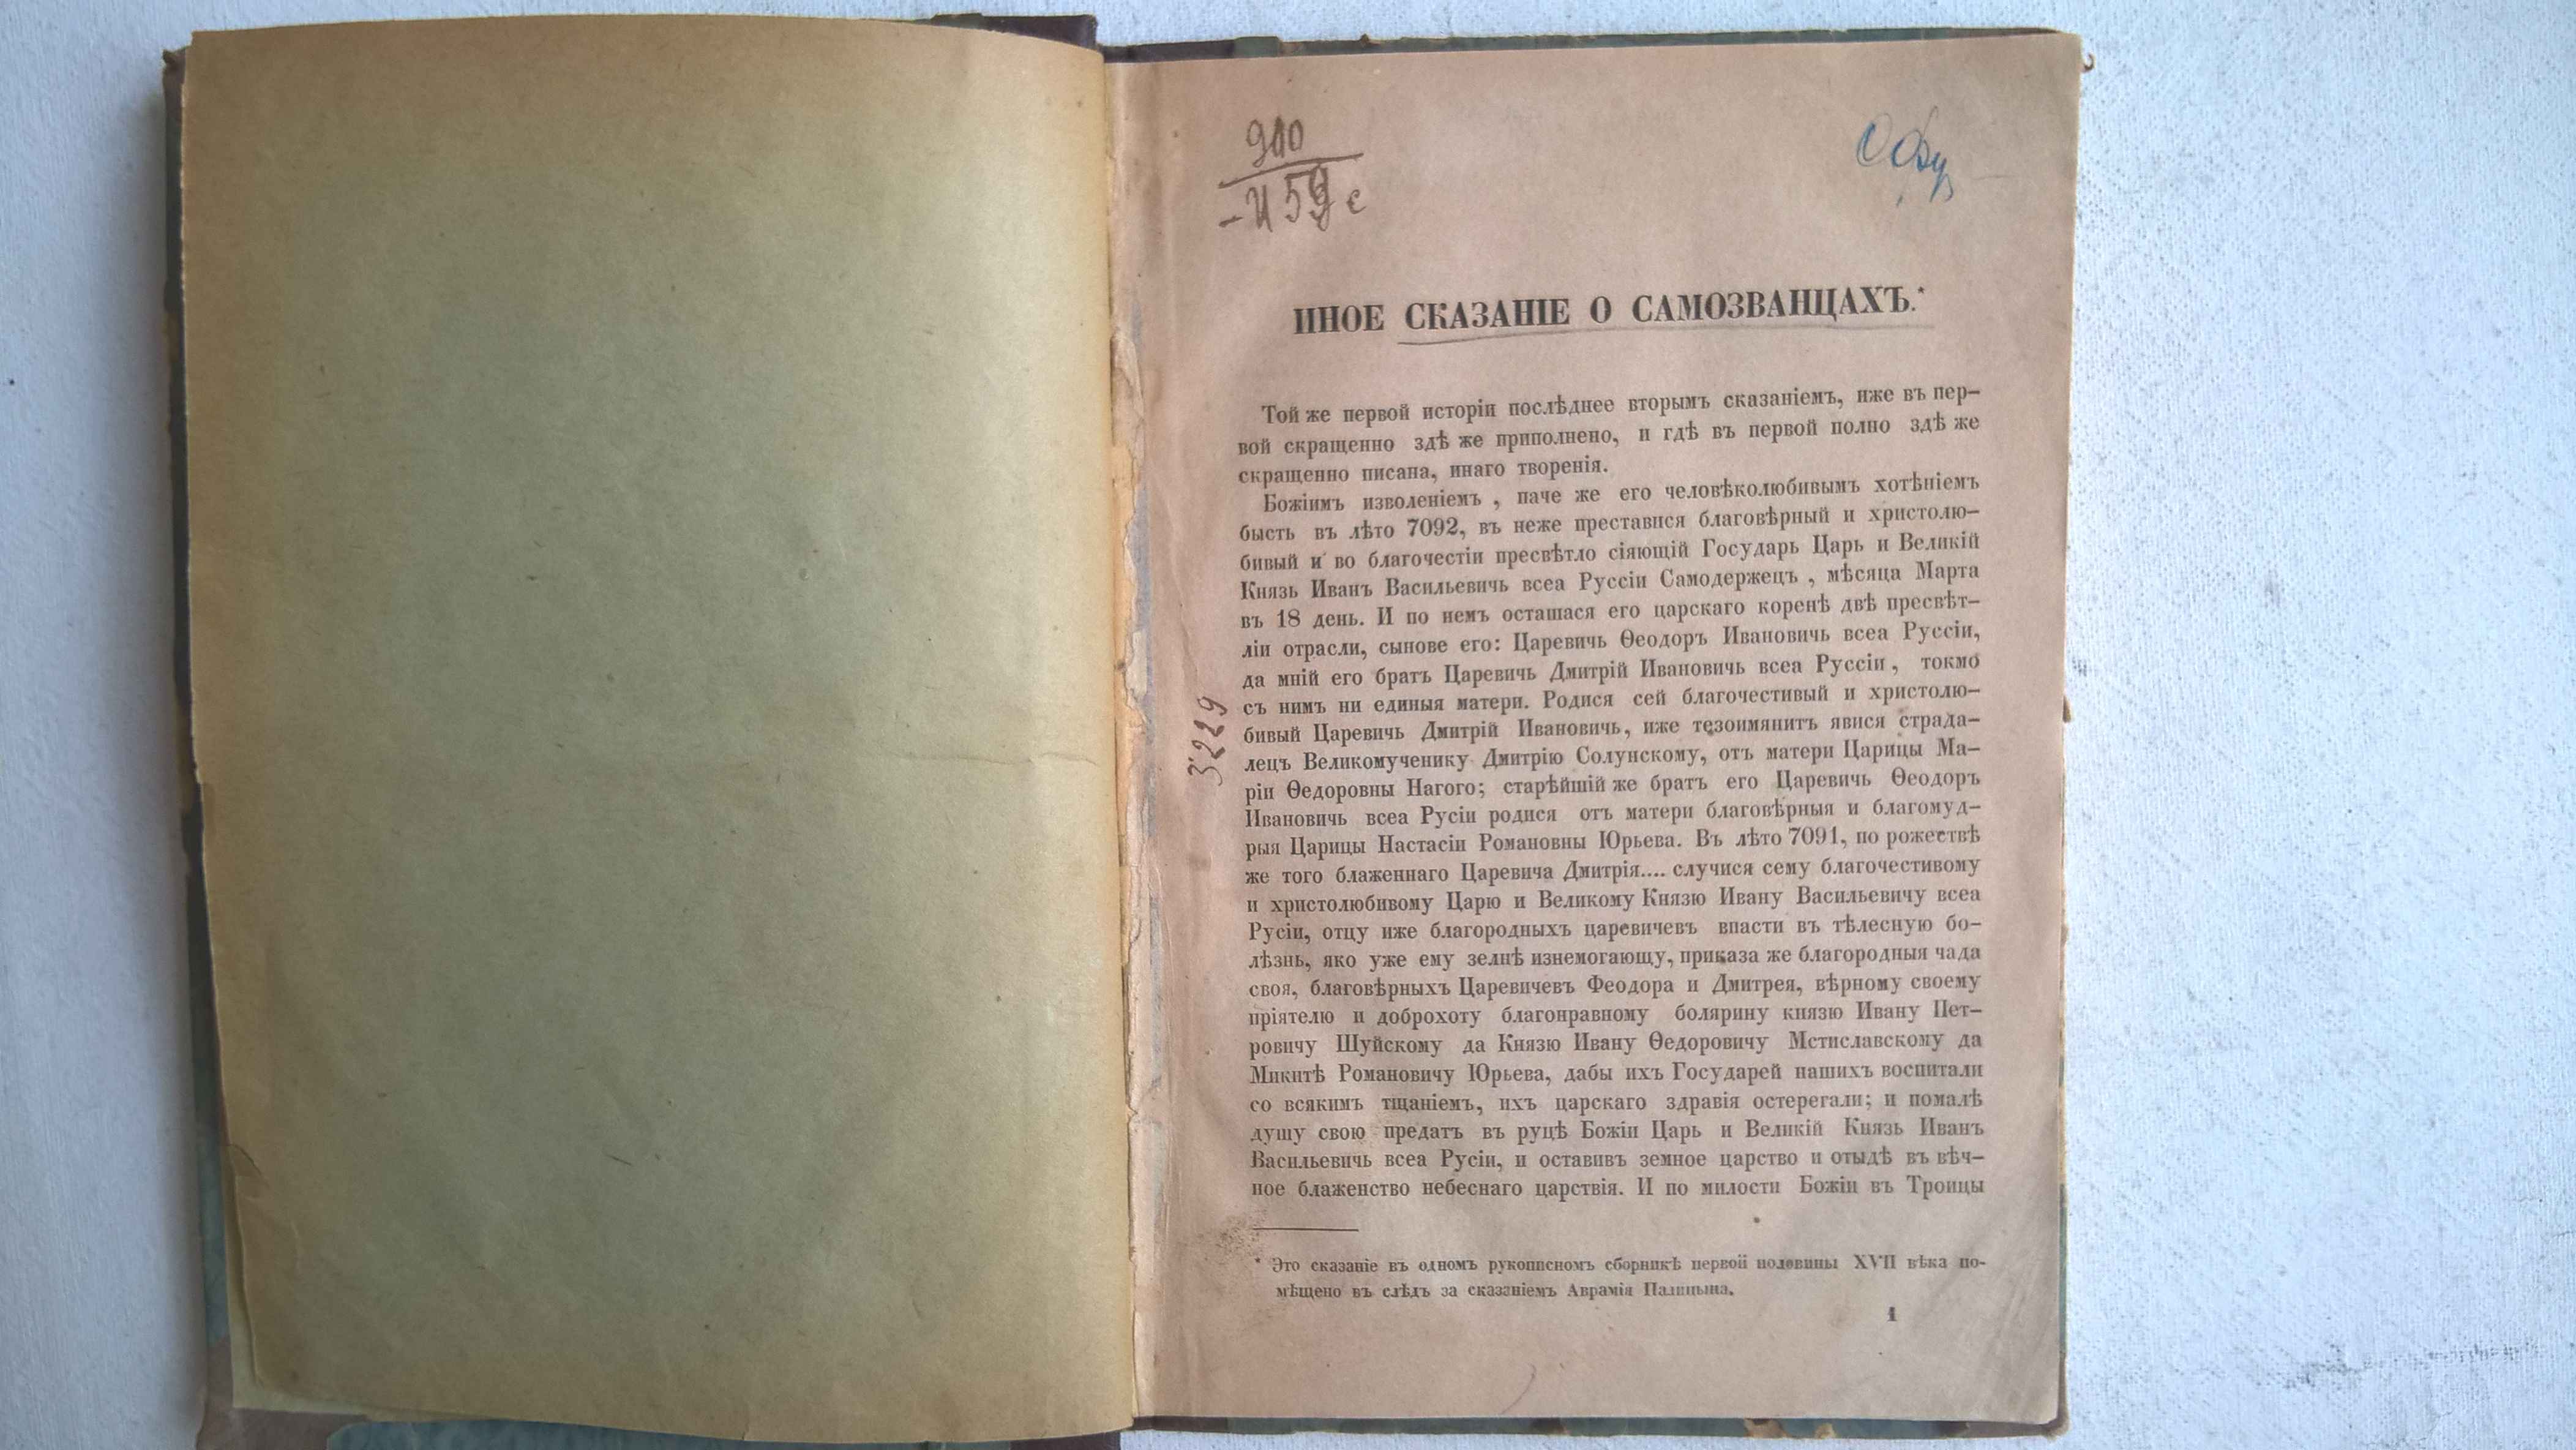 910
И 59 с
ИНОЕ СКАЗАНІЕ О САМОЗВАНЦАХЪ.*
Той же первой исторіи послѣднее вторымъ сказаніемъ, иже въ пер-
вой скращенно здѣ же приполнено, и гдѣ въ первой полно здѣ же
скращенно писана, инаго творенія.
Божіимъ изволеніемъ , паче же его человѣколюбивымъ хотѣніемъ
бысть въ лѣто 7092, въ неже преставися благовѣрный и христолю-
бивый и во благочестіи пресвѣтло сіяющій Государь Царь и Великій
Князь Иванъ Васильевичь всеа Руссіи Самодержецъ , мѣсяца Марта
въ 18 день. И по немъ осташася его царскаго коренѣ двѣ пресвѣт-
ліи отрасли, сынове его: Царевичь Ѳеодоръ Ивановичь всеа Руссіи,
да мній его братъ Царевичь Дмитрій Ивановичь всеа Руссіи , токмо
съ нимъ ни единыя матери. Родися сей благочестивый и христолю-
бивый Царевичь Дмитрій Ивановичь, иже тезоимянитъ явися страда-
лецъ Великомученику Дмитрію Солунскому, отъ матери Царицы Ма-
ріи Ѳедоровны Нагого; старѣйшій же братъ его Царевичь Ѳеодоръ
Ивановичь всеа Русіи родися отъ матери благовѣрныя и благомуд-
рыя Царицы Настасіи Романовны Юрьева. Въ лѣто 7091, по рожествѣ
же того блаженнаго Царевича Дмитрія.... случися сему благочестивому
и христолюбивому Царю и Великому Князю Ивану Васильевичу всеа
Русіи, отцу иже благородныхъ царевичевъ впасти въ тѣлесную бо-
лѣзнь, яко уже ему зелнѣ изнемогающу, приказа же благородныя чада
своя, благовѣрныхъ Царевичевъ Феодора и Дмитрея, вѣрному своему
пріятелю и доброхоту благонравному болярину князю Ивану Пет-
ровичу Шуйскому да Князю Ивану Ѳедоровичу Мстиславскому да
Микитѣ Романовичу Юрьева, дабы ихъ Государей нашихъ воспитали
со всякимъ тщаніемъ, ихъ царскаго здравія остерегали; и помалѣ
душу свою предатъ въ руцѣ Божіи Царь и Великій Князь Иванъ
Васильевичь всеа Русіи, и оставивъ земное царство и отыдѣ въ вѣч-
ное блаженство небеснаго царствія. И по милости Божіи въ Троицы
* Это сказаніе въ одномъ рукописномъ сборникѣ первой половины XVII вѣка по-
мѣщено въ слѣдъ за сказаніемъ Аврамія Палицына.
1
3229